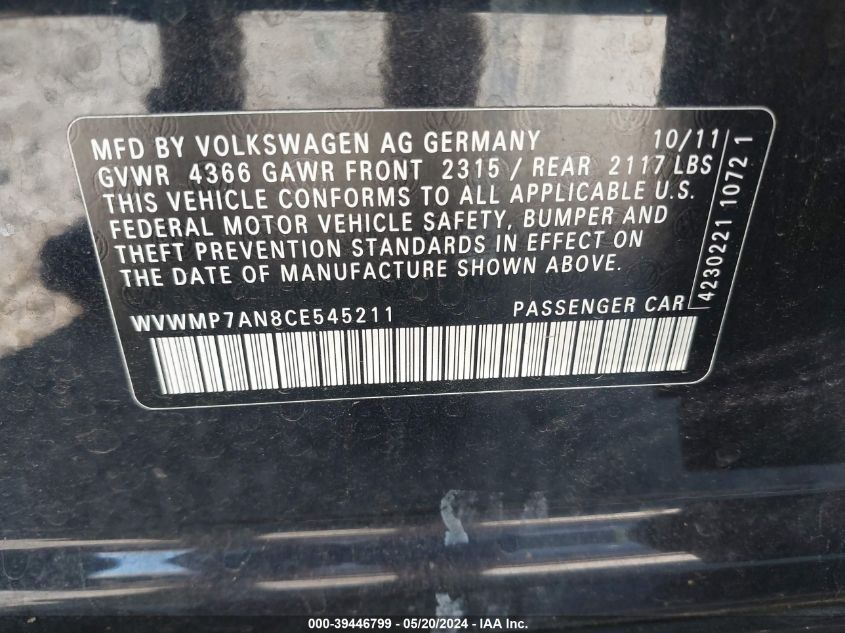 MFD BY VOLKSWAGEN AG GERMANY 10/11
GVWR 4366 GAWR FRONT 2315 / REAR 2117 LBS
THIS VEHICLE CONFORMS TO ALL APPLICABLE U.S.
FEDERAL MOTOR VEHICLE SAFETY, BUMPER AND
THEFT PREVENTION STANDARDS IN EFFECT ON
THE DATE OF MANUFACTURE SHOWN ABOVE.
WVWMP7AN8CE545211 PASSENGER CAR
4230221 1072 1
000-39446799 — 05/20/2024 — IAA Inc.